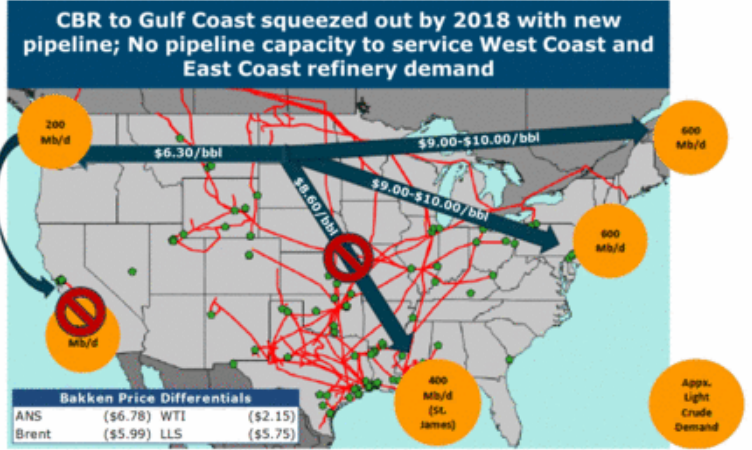 CBR to Gulf Coast squeezed out by 2018 with new
pipeline; No pipeline capacity to service West Coast and
East Coast refinery demand
200
Mb/d
$6.30/bbl
$9.00-$10.00/bbl
600
Mb/d
$9.00-$10.00/bbl
$8.60/bbl
600
Mb/d
Mb/d
400
Mb/d
(St.
James)
Appx.
Light
Crude
Demand
Bakken Price Differentials
ANS ($6.78) WTI ($2.15)
Brent ($5.99) LLS ($5.75)